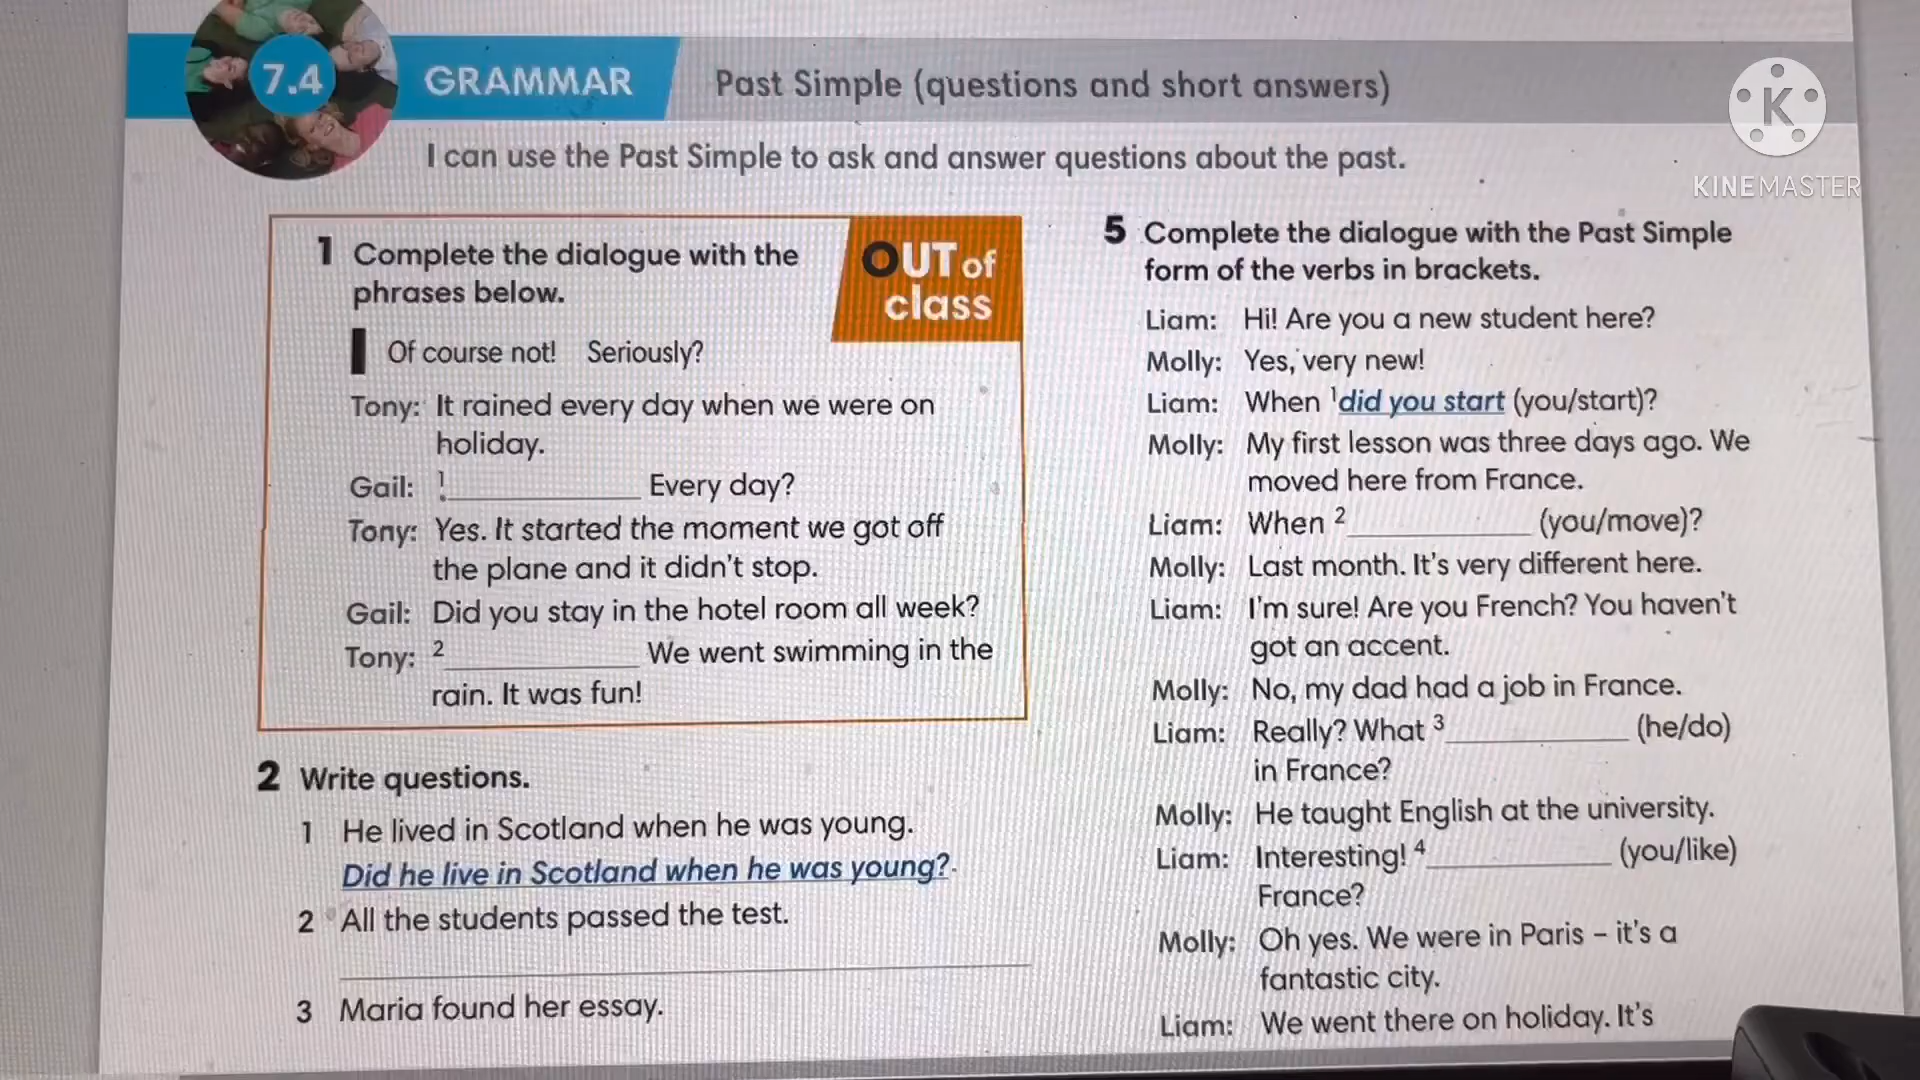 7.4 GRAMMAR Past Simple (questions and short answers)
I can use the Past Simple to ask and answer questions about the past.
K
KINEMASTER
1 Complete the dialogue with the
phrases below.
OUT of
class
Of course not! Seriously?
Tony: It rained every day when we were on
holiday.
Gail: 1____________ Every day?
Tony: Yes. It started the moment we got off
the plane and it didn't stop.
Gail: Did you stay in the hotel room all week?
Tony: 2____________ We went swimming in the
rain. It was fun!
2 Write questions.
1 He lived in Scotland when he was young.
Did he live in Scotland when he was young?
2 All the students passed the test.
3 Maria found her essay.
5 Complete the dialogue with the Past Simple
form of the verbs in brackets.
Liam: Hi! Are you a new student here?
Molly: Yes, very new!
Liam: When 1did you start (you/start)?
Molly: My first lesson was three days ago. We
moved here from France.
Liam: When 2____________ (you/move)?
Molly: Last month. It's very different here.
Liam: I'm sure! Are you French? You haven't
got an accent.
Molly: No, my dad had a job in France.
Liam: Really? What 3____________ (he/do)
in France?
Molly: He taught English at the university.
Liam: Interesting! 4____________ (you/like)
France?
Molly: Oh yes. We were in Paris – it's a
fantastic city.
Liam: We went there on holiday. It's